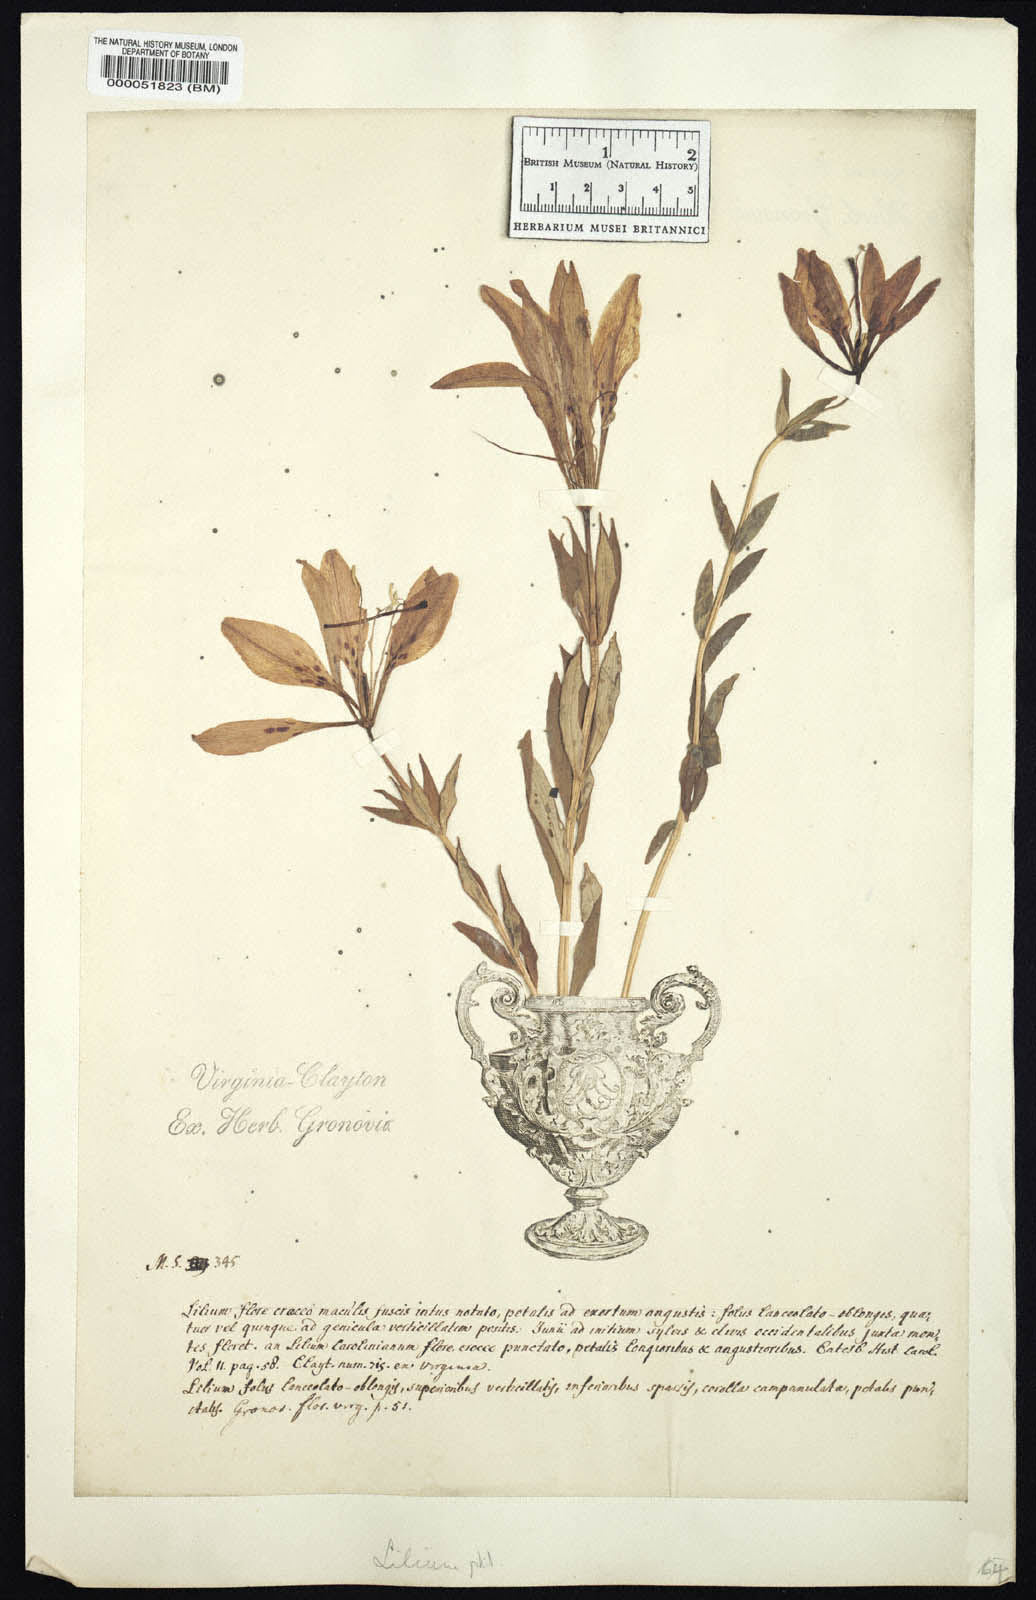 THE NATURAL HISTORY MUSEUM, LONDON
DEPARTMENT OF BOTANY
000051823 (BM)
1 2
BRITISH MUSEUM (NATURAL HISTORY)
1 2 3 4 5
HERBARIUM MUSEI BRITANNICI
Virginia-Clayton
Ex. Herb. Gronovii
M. S. 345
Lilium flore croceo maculis fuscis intus notato, petalis ad exortum angustis: foliis lanceolato-oblongis, qua-
tuor vel quinque ad genicula verticillatim positis. Junii ad initium sylvis & clivis occidentalibus juxta mon-
tes floret. an Lilium Carolinianum flore croceo punctato, petalis longioribus & angustioribus. Catesb. Hist. Carol.
Vol. II. pag. 58. Clayt. num. en Virginia.
Lilium foliis lanceolato-oblongis, superioribus verticillatis, inferioribus sparsis, corolla campanulata, petalis punc-
tatis. Gronov. flor. virg. p. 51.
Lilium phil.
64